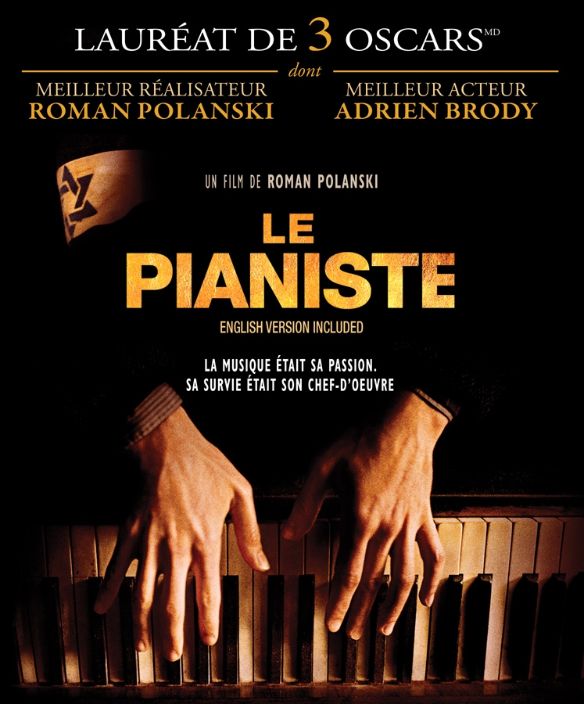 LAURÉAT DE 3 OSCARS MD
dont
MEILLEUR RÉALISATEUR
ROMAN POLANSKI
MEILLEUR ACTEUR
ADRIEN BRODY
UN FILM DE ROMAN POLANSKI
LE
PIANISTE
ENGLISH VERSION INCLUDED
LA MUSIQUE ÉTAIT SA PASSION.
SA SURVIE ÉTAIT SON CHEF-D'OEUVRE